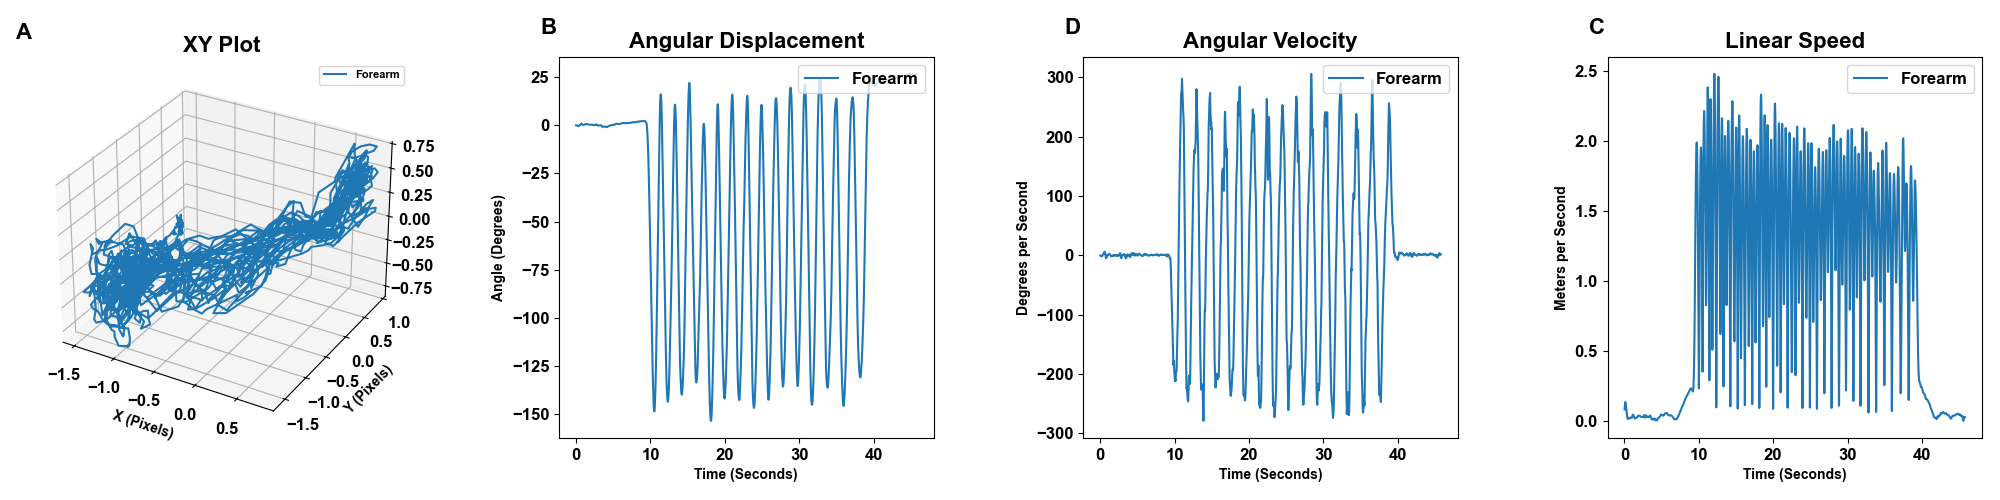 A
XY Plot
Forearm
0.75
0.50
0.25
0.00
−0.25
−0.50
−0.75
1.0
0.5
0.0
−0.5
−1.0
−1.5
Y (Pixels)
−1.5
−1.0
−0.5
0.0
0.5
X (Pixels)
B
Angular Displacement
Forearm
25
0
−25
−50
−75
−100
−125
−150
Angle (Degrees)
0 10 20 30 40
Time (Seconds)
D
Angular Velocity
Forearm
300
200
100
0
−100
−200
−300
Degrees per Second
0 10 20 30 40
Time (Seconds)
C
Linear Speed
Forearm
2.5
2.0
1.5
1.0
0.5
0.0
Meters per Second
0 10 20 30 40
Time (Seconds)